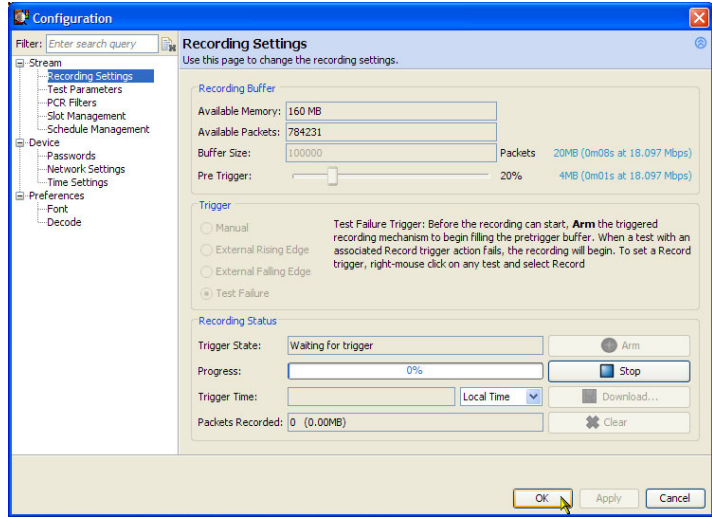 Configuration
Filter: Enter search query
Stream
Recording Settings
Test Parameters
PCR Filters
Slot Management
Schedule Management
Device
Passwords
Network Settings
Time Settings
Preferences
Font
Decode
Recording Settings
Use this page to change the recording settings.
Recording Buffer
Available Memory: 160 MB
Available Packets: 784231
Buffer Size: 100000 Packets 20MB (0m08s at 18.097 Mbps)
Pre Trigger: 20% 4MB (0m01s at 18.097 Mbps)
Trigger
Manual
External Rising Edge
External Falling Edge
Test Failure
Test Failure Trigger: Before the recording can start, Arm the triggered
recording mechanism to begin filling the pretrigger buffer. When a test with an
associated Record trigger action fails, the recording will begin. To set a Record
trigger, right-mouse click on any test and select Record
Recording Status
Trigger State: Waiting for trigger Arm
Progress: 0% Stop
Trigger Time: Local Time Download...
Packets Recorded: 0 (0.00MB) Clear
OK Apply Cancel